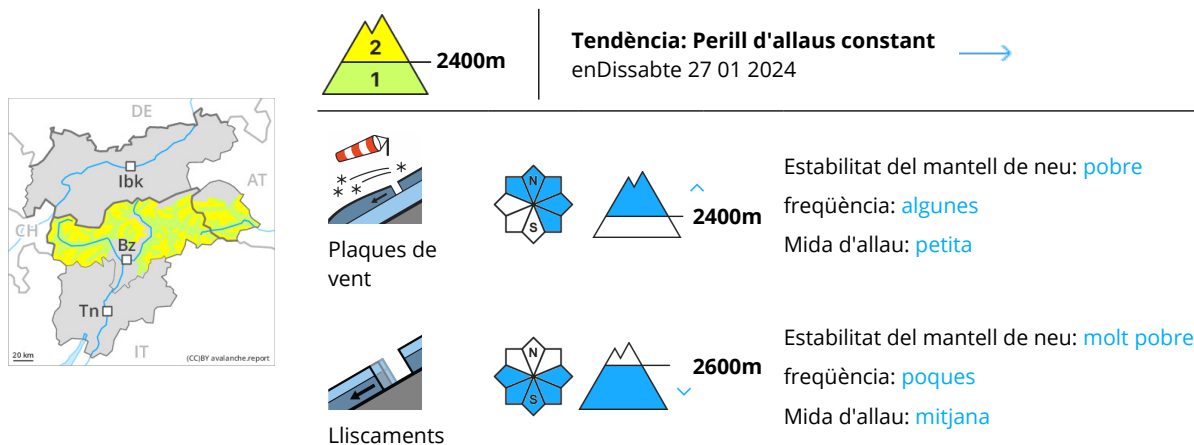 2
1
2400m
Tendència: Perill d'allaus constant
enDissabte 27 01 2024
DE
Ibk
AT
CH
Bz
Tn
IT
20 km
(CC)BY avalanche.report
Plaques de
vent
N
S
2400m
Estabilitat del mantell de neu: pobre
freqüència: algunes
Mida d'allau: petita
Lliscaments
N
S
2600m
Estabilitat del mantell de neu: molt pobre
freqüència: poques
Mida d'allau: mitjana